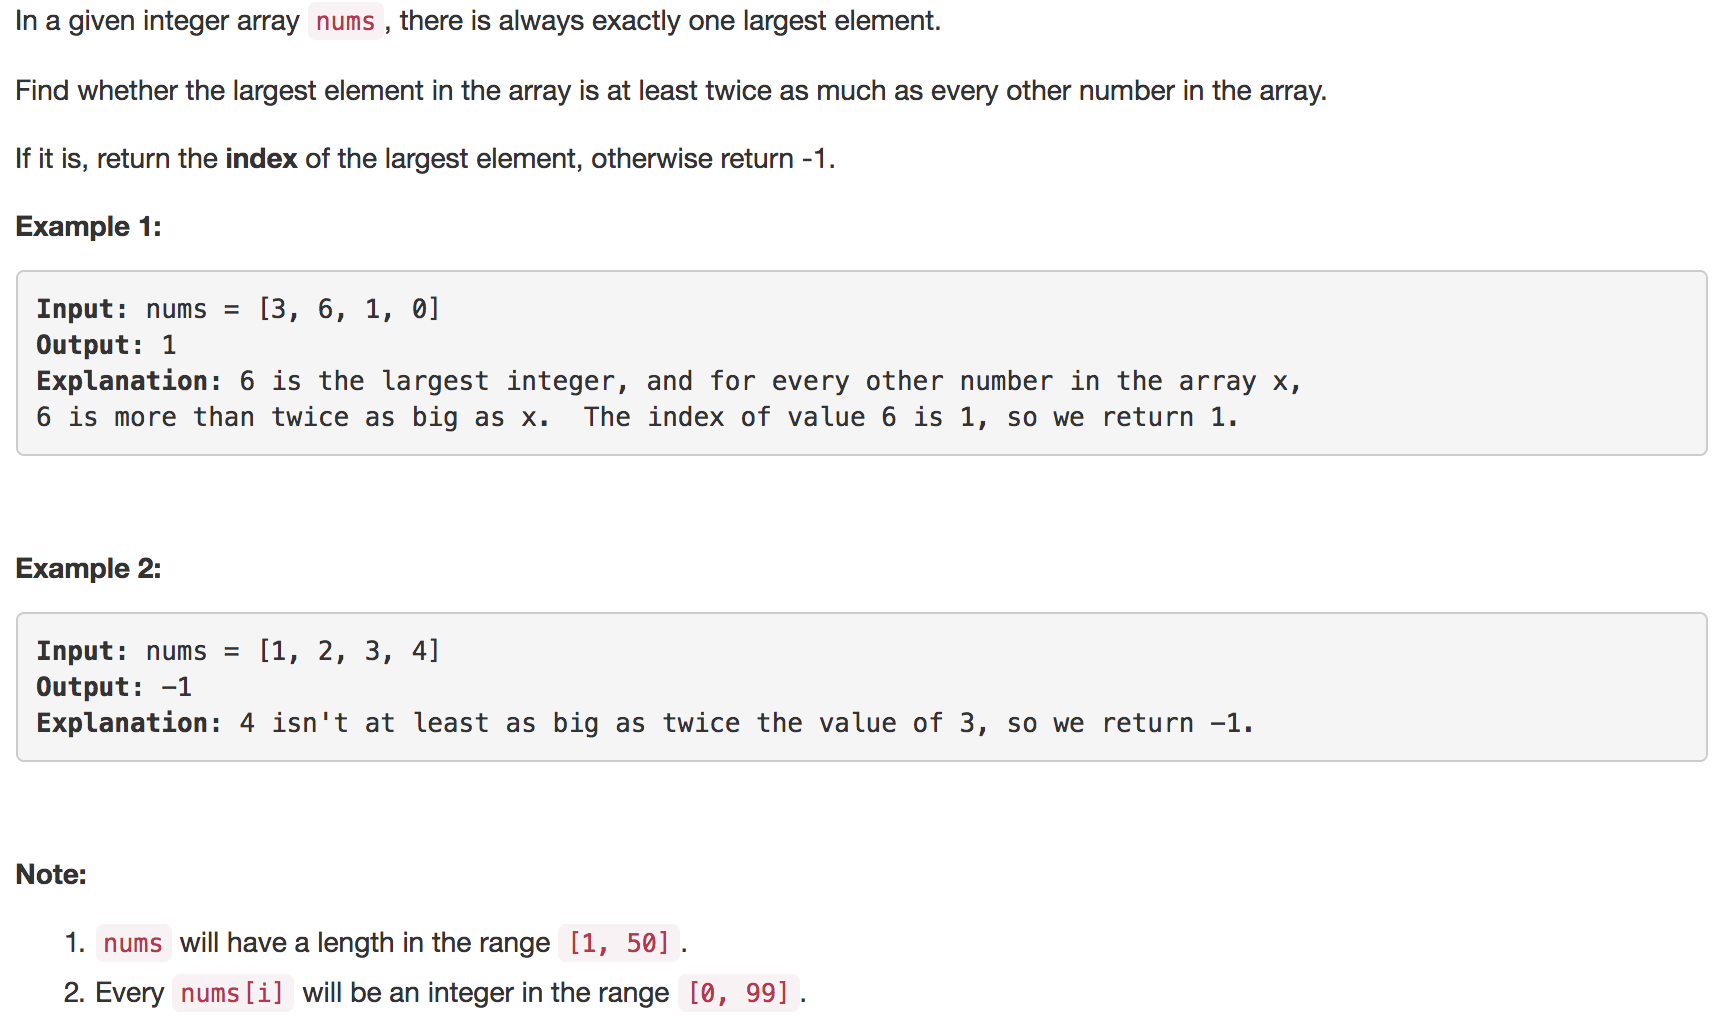 In a given integer array nums, there is always exactly one largest element.
Find whether the largest element in the array is at least twice as much as every other number in the array.
If it is, return the index of the largest element, otherwise return -1.
Example 1:
Input: nums = [3, 6, 1, 0]
Output: 1
Explanation: 6 is the largest integer, and for every other number in the array x,
6 is more than twice as big as x.  The index of value 6 is 1, so we return 1.
Example 2:
Input: nums = [1, 2, 3, 4]
Output: -1
Explanation: 4 isn't at least as big as twice the value of 3, so we return -1.
Note:
1. nums will have a length in the range [1, 50].
2. Every nums[i] will be an integer in the range [0, 99].